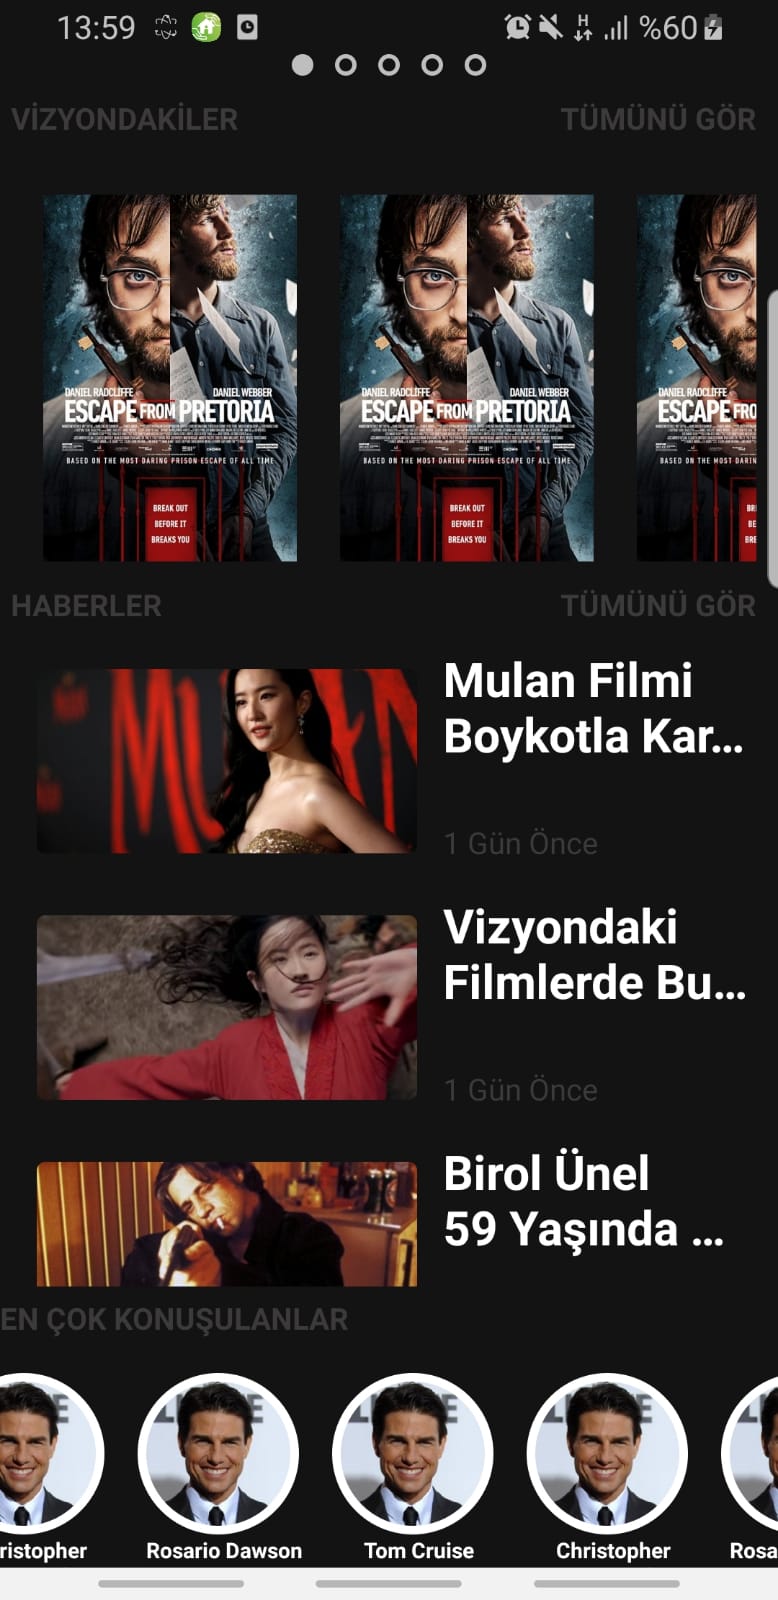 13:59
H
%60
VİZYONDAKİLER
TÜMÜNÜ GÖR
DANIEL RADCLIFFE DANIEL WEBBER
ESCAPE FROM PRETORIA
BASED ON THE MOST DARING PRISON ESCAPE OF ALL TIME
BREAK OUT
BEFORE IT
BREAKS YOU
DANIEL RADCLIFFE DANIEL WEBBER
ESCAPE FROM PRETORIA
BASED ON THE MOST DARING PRISON ESCAPE OF ALL TIME
BREAK OUT
BEFORE IT
BREAKS YOU
DANIEL RADCLIFFE
ESCAPE FRO
BASED ON THE MOST DARIN
BR
BE
BRE
HABERLER
TÜMÜNÜ GÖR
Mulan Filmi
Boykotla Kar...
1 Gün Önce
Vizyondaki
Filmlerde Bu...
1 Gün Önce
Birol Ünel
59 Yaşında ...
EN ÇOK KONUŞULANLAR
ristopher
Rosario Dawson
Tom Cruise
Christopher
Rosa